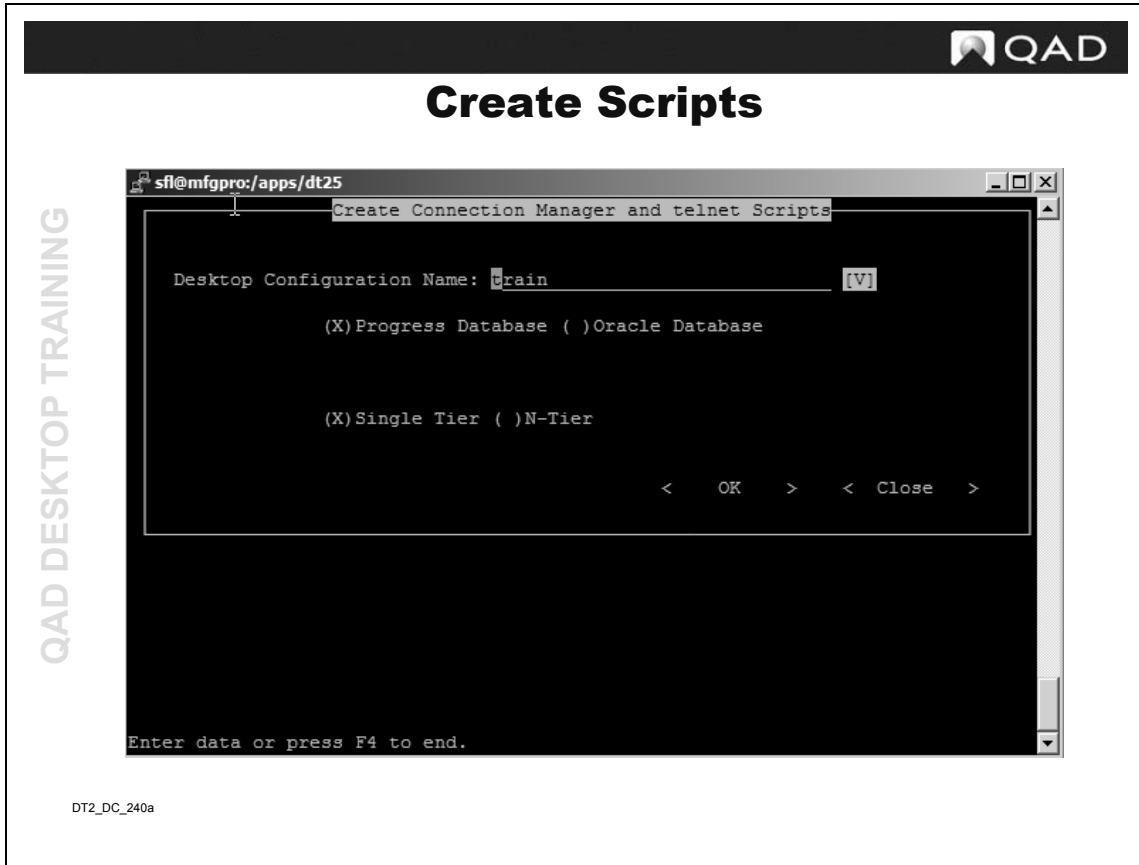 QAD
Create Scripts
QAD DESKTOP TRAINING
sfl@mfgpro:/apps/dt25
Create Connection Manager and telnet Scripts
Desktop Configuration Name: train [V]
(X)Progress Database ( )Oracle Database
(X)Single Tier ( )N-Tier
< OK > < Close >
Enter data or press F4 to end.
DT2_DC_240a